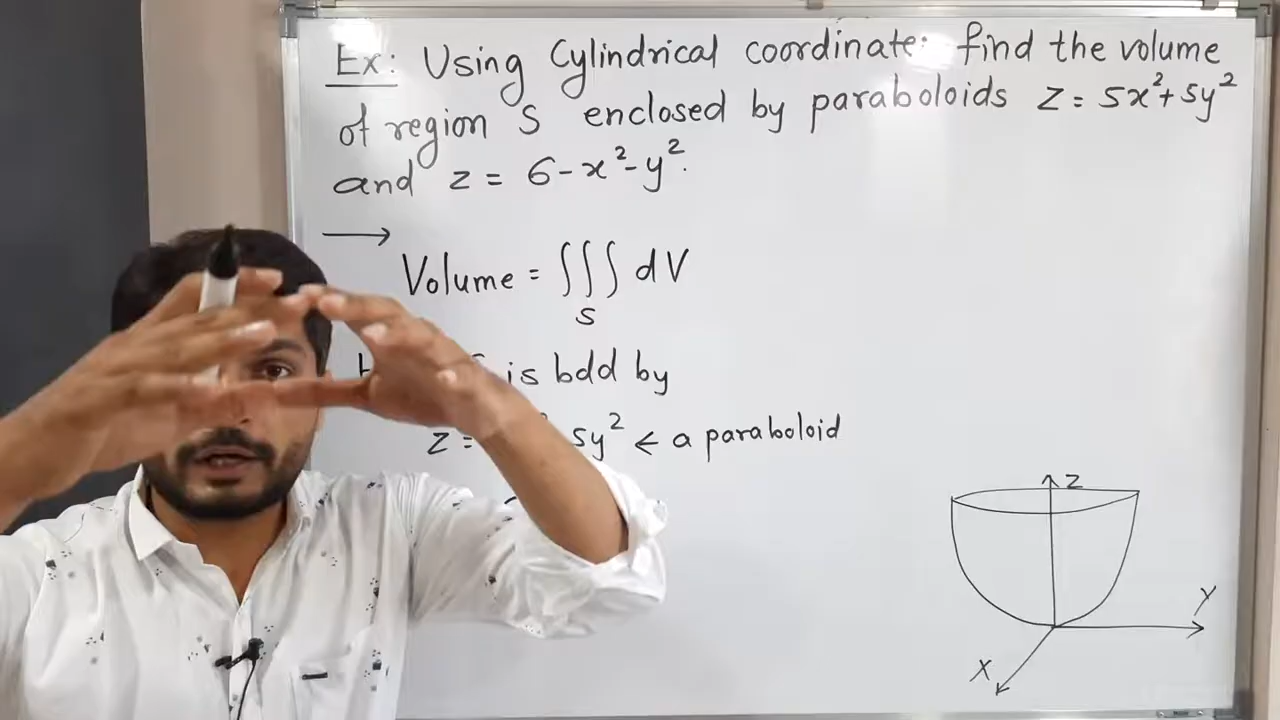 Ex: Using Cylindrical coordinate: find the volume
of region S enclosed by paraboloids z = 5x²+5y²
and z = 6-x²-y².
→
Volume = ∫∫∫ dV
S
is bdd by
z = 5y² ← a paraboloid
Z
Y
X